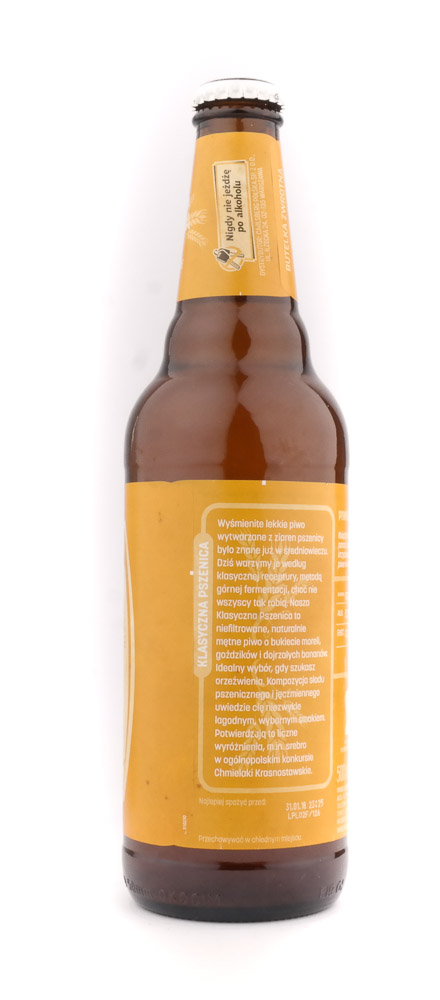 Nigdy nie jeżdżę
po alkoholu
BUTELKA ZWROTNA
KLASYCZNA PSZENICA
Wyśmienite lekkie piwo
wytwarzane z ziaren pszenicy
było znane już w średniowieczu.
Dziś warzymy je według
klasycznej receptury, metodą
górnej fermentacji, choć nie
wszyscy tak robią. Nasza
Klasyczna Pszenica to
niefiltrowane, naturalnie
mętne piwo o bukiecie moreli,
goździków i dojrzałych bananów.
Idealny wybór, gdy szukasz
orzeźwienia. Kompozycja słodu
pszenicznego i jęczmiennego
uwiedzie cię niezwykle
łagodnym, wybornym smakiem.
Potwierdzają to liczne
wyróżnienia, m.in. srebro
w ogólnopolskim konkursie
Chmielaki Krasnostawskie.
Najlepiej spożyć przed:
31.01.18
Przechowywać w chłodnym miejscu